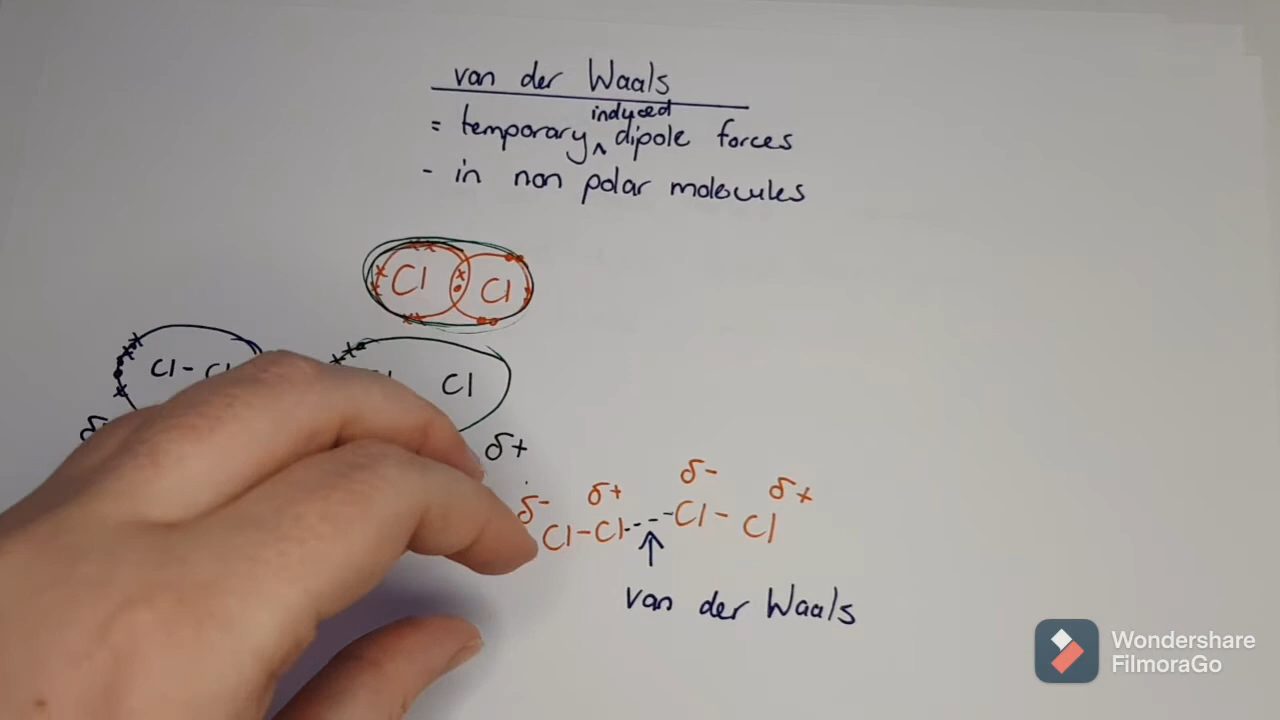 van der Waals
induced
= temporary ^ dipole forces
- in non polar molecules
Cl Cl
Cl - Cl
Cl
δ+
δ- δ+ δ- δ+
Cl-Cl---Cl-Cl
van der Waals
Wondershare
FilmoraGo